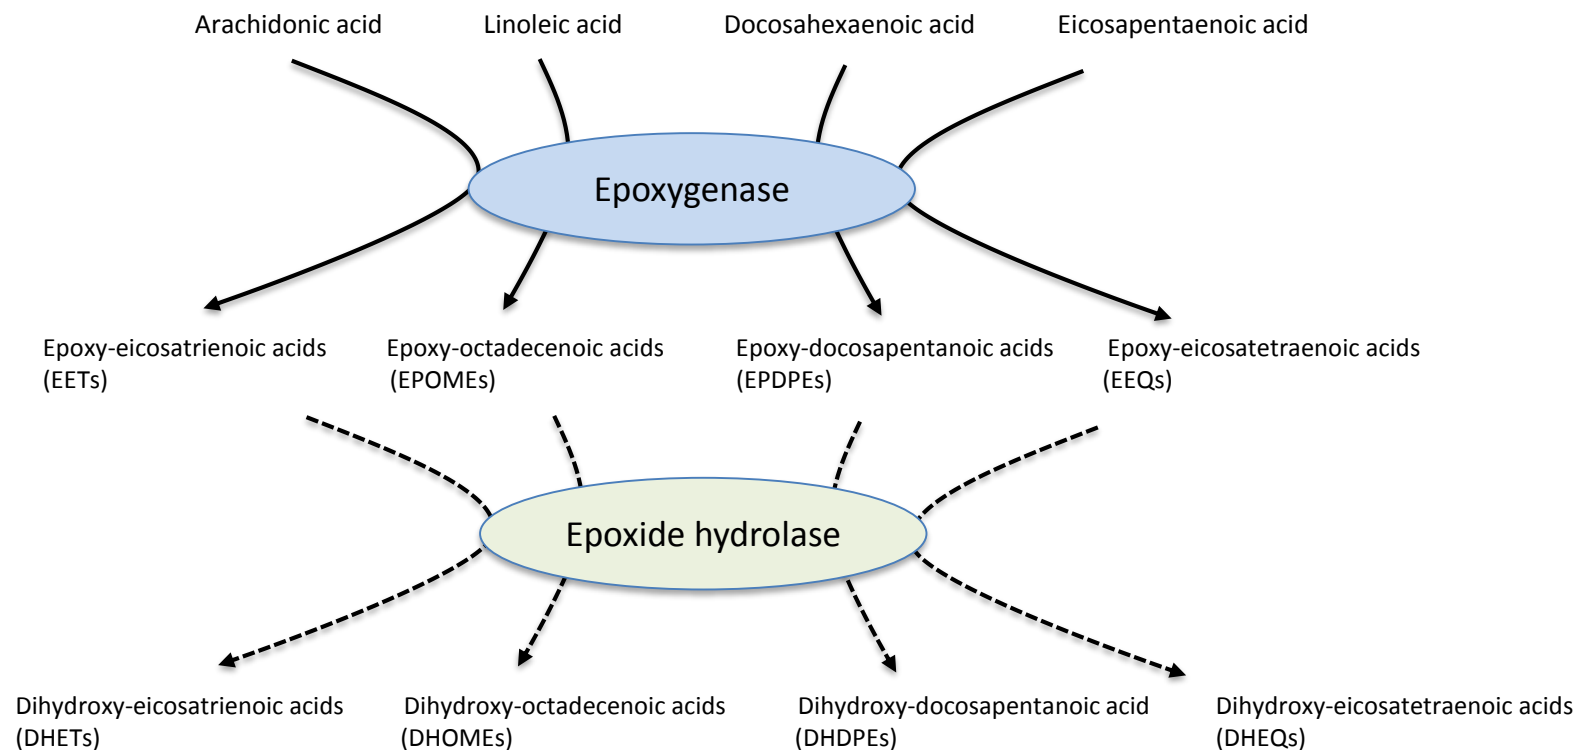 Arachidonic acid
Linoleic acid
Docosahexaenoic acid
Eicosapentaenoic acid
Epoxygenase
Epoxy-eicosatrienoic acids
(EETs)
Epoxy-octadecenoic acids
(EPOMEs)
Epoxy-docosapentanoic acids
(EPDPEs)
Epoxy-eicosatetraenoic acids
(EEQs)
Epoxide hydrolase
Dihydroxy-eicosatrienoic acids
(DHETs)
Dihydroxy-octadecenoic acids
(DHOMEs)
Dihydroxy-docosapentanoic acid
(DHDPEs)
Dihydroxy-eicosatetraenoic acids
(DHEQs)